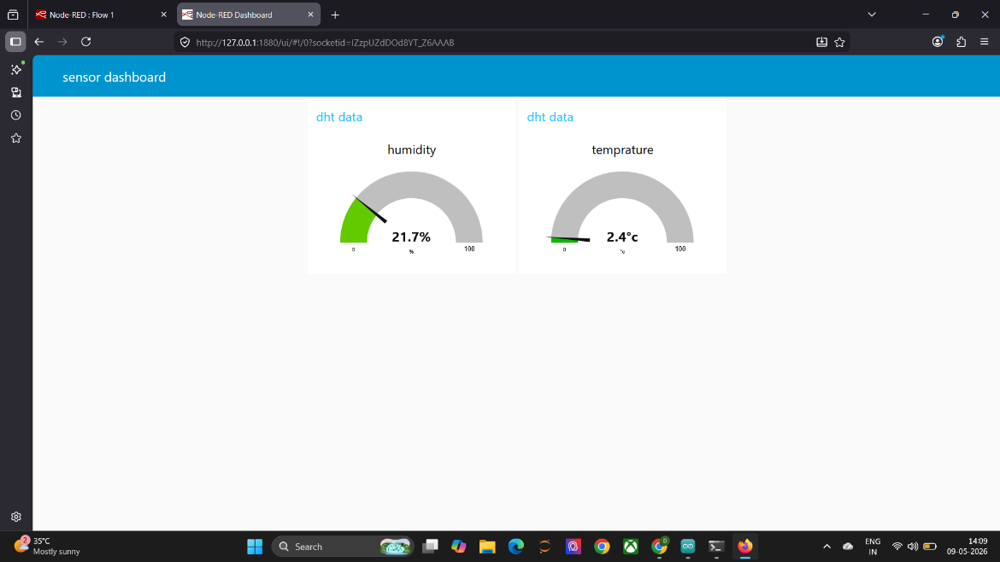 Node-RED : Flow 1
Node-RED Dashboard
http://127.0.0.1:1880/ui/#!/0?socketid=IZzpUZdDOd8YT_Z6AAAB
sensor dashboard
dht data
humidity
21.7%
0
%
100
dht data
temprature
2.4°c
0
°c
100
2
35°C
Mostly sunny
Search
D
ENG
IN
14:09
09-05-2026